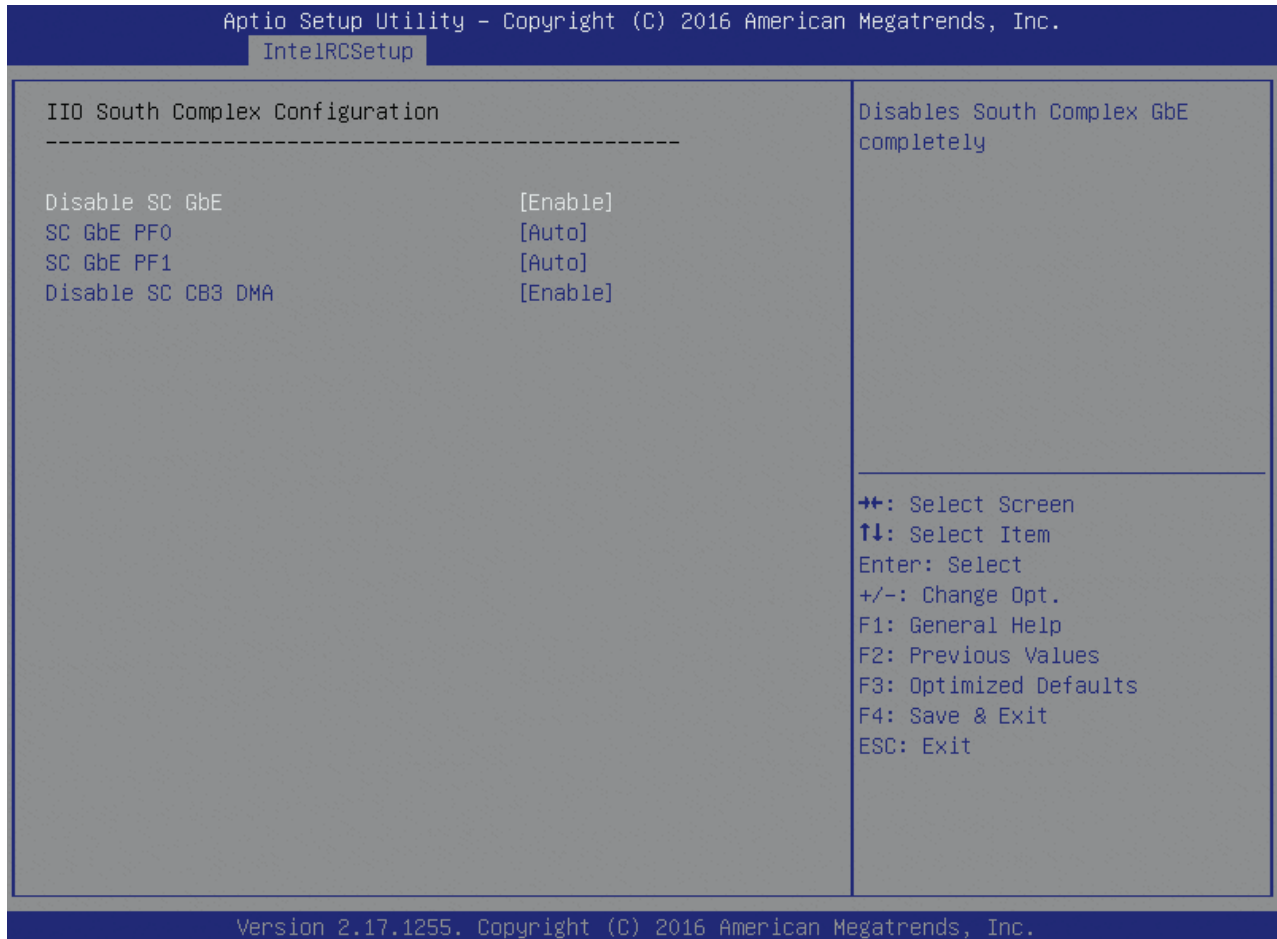 Aptio Setup Utility – Copyright (C) 2016 American Megatrends, Inc.
IntelRCSetup
IIO South Complex Configuration
--------------------------------------------------
Disable SC GbE [Enable]
SC GbE PF0 [Auto]
SC GbE PF1 [Auto]
Disable SC CB3 DMA [Enable]
Disables South Complex GbE
completely
→←: Select Screen
↑↓: Select Item
Enter: Select
+/-: Change Opt.
F1: General Help
F2: Previous Values
F3: Optimized Defaults
F4: Save & Exit
ESC: Exit
Version 2.17.1255. Copyright (C) 2016 American Megatrends, Inc.